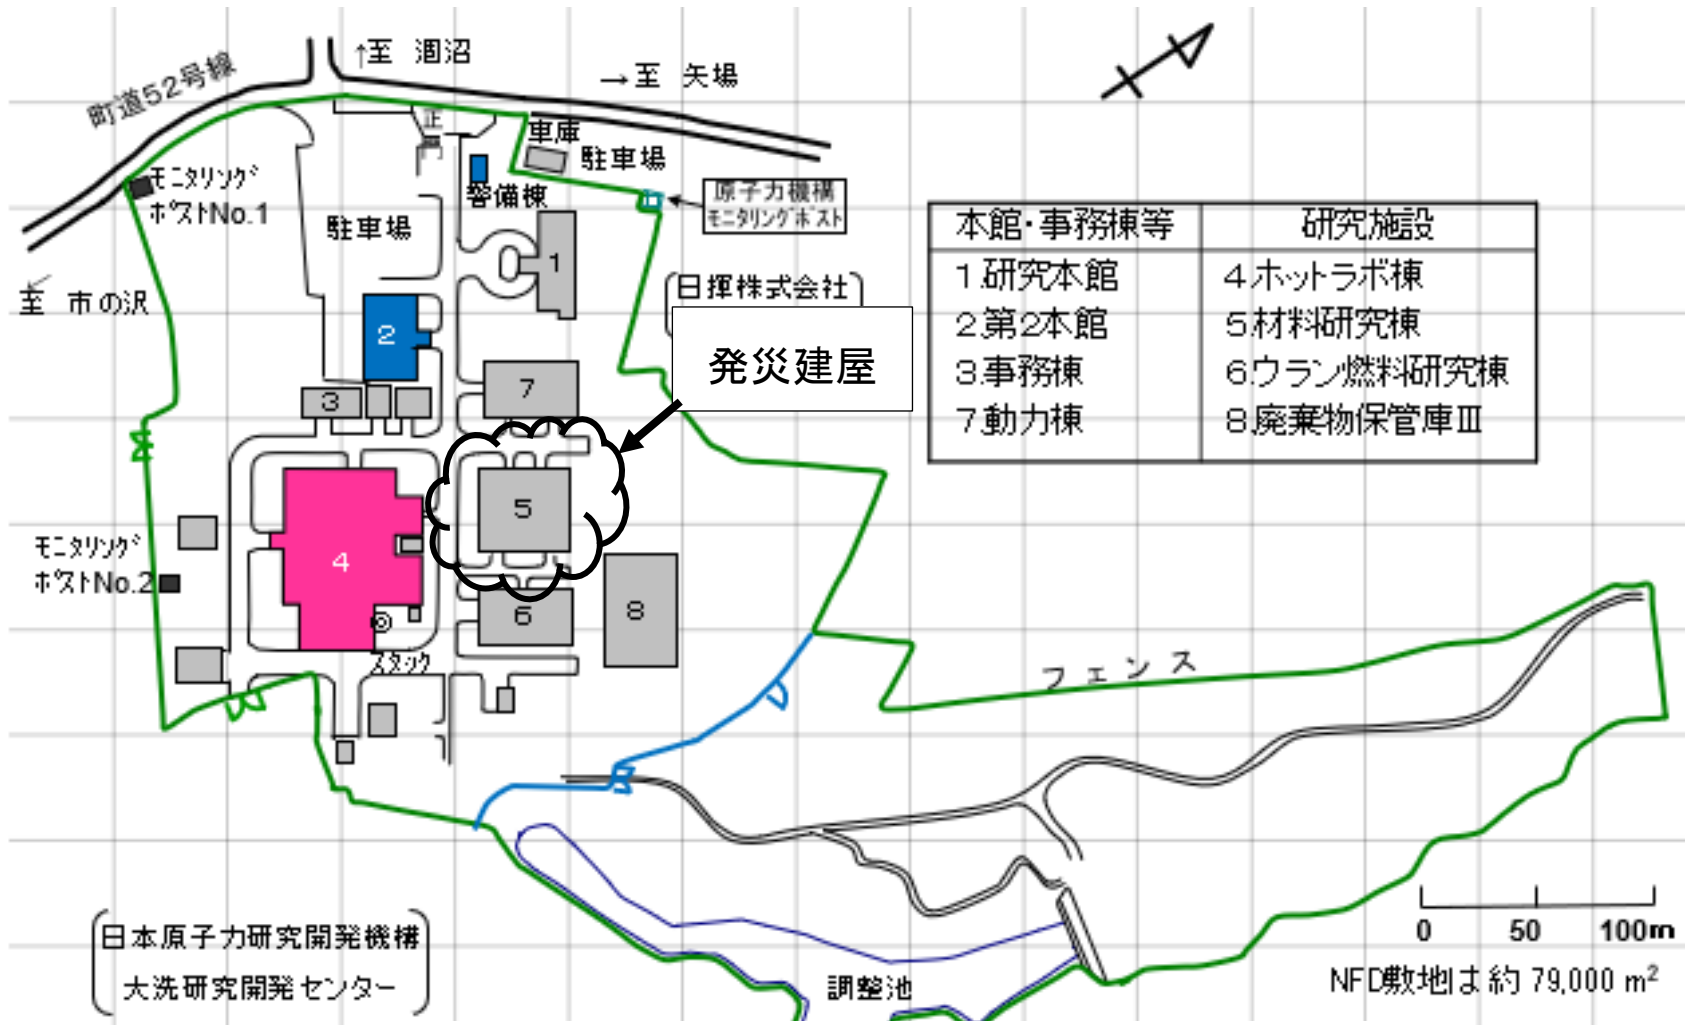 町道52号線
↑至 涸沼
→至 矢場
正
車庫
駐車場
モニタリングﾞ
ポストNo.1
警備棟
原子力機構
モニタリングポスト
駐車場
至 市の沢
日揮株式会社
発災建屋
本館・事務棟等
研究施設
1.研究本館
4.ホットラボ棟
2.第2本館
5.材料研究棟
3.事務棟
6.ウラン燃料研究棟
7.動力棟
8.廃棄物保管庫Ⅲ
1
2
3
7
5
4
6
8
モニタリングﾞ
ポストNo.2
スタック
フェンス
日本原子力研究開発機構
大洗研究開発センター
調整池
0 50 100m
NFD敷地は約 79,000 m²